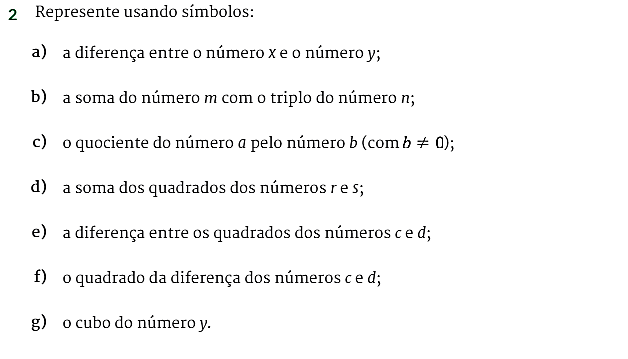 2 Represente usando símbolos:
a) a diferença entre o número x e o número y;
b) a soma do número m com o triplo do número n;
c) o quociente do número a pelo número b (com b ≠ 0);
d) a soma dos quadrados dos números r e s;
e) a diferença entre os quadrados dos números c e d;
f) o quadrado da diferença dos números c e d;
g) o cubo do número y.